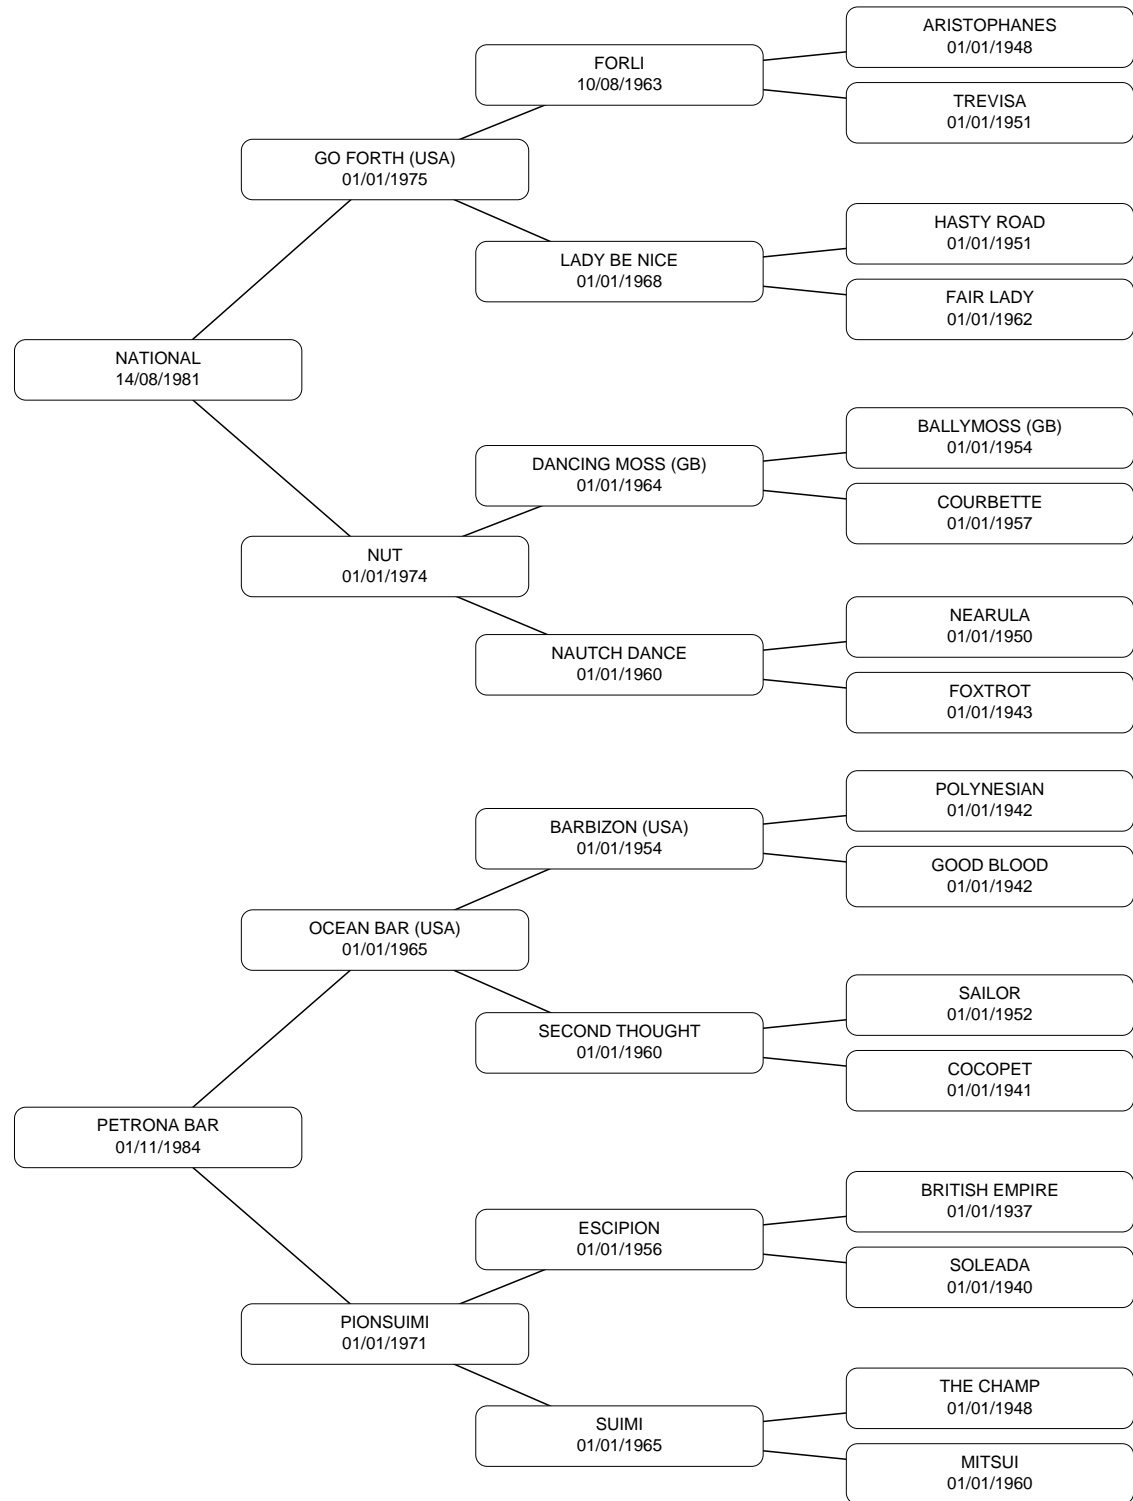 ARISTOPHANES
01/01/1948
FORLI
10/08/1963
TREVISA
01/01/1951
GO FORTH (USA)
01/01/1975
HASTY ROAD
01/01/1951
LADY BE NICE
01/01/1968
FAIR LADY
01/01/1962
NATIONAL
14/08/1981
BALLYMOSS (GB)
01/01/1954
DANCING MOSS (GB)
01/01/1964
COURBETTE
01/01/1957
NUT
01/01/1974
NEARULA
01/01/1950
NAUTCH DANCE
01/01/1960
FOXTROT
01/01/1943
POLYNESIAN
01/01/1942
BARBIZON (USA)
01/01/1954
GOOD BLOOD
01/01/1942
OCEAN BAR (USA)
01/01/1965
SAILOR
01/01/1952
SECOND THOUGHT
01/01/1960
COCOPET
01/01/1941
PETRONA BAR
01/11/1984
BRITISH EMPIRE
01/01/1937
ESCIPION
01/01/1956
SOLEADA
01/01/1940
PIONSUIMI
01/01/1971
THE CHAMP
01/01/1948
SUIMI
01/01/1965
MITSUI
01/01/1960